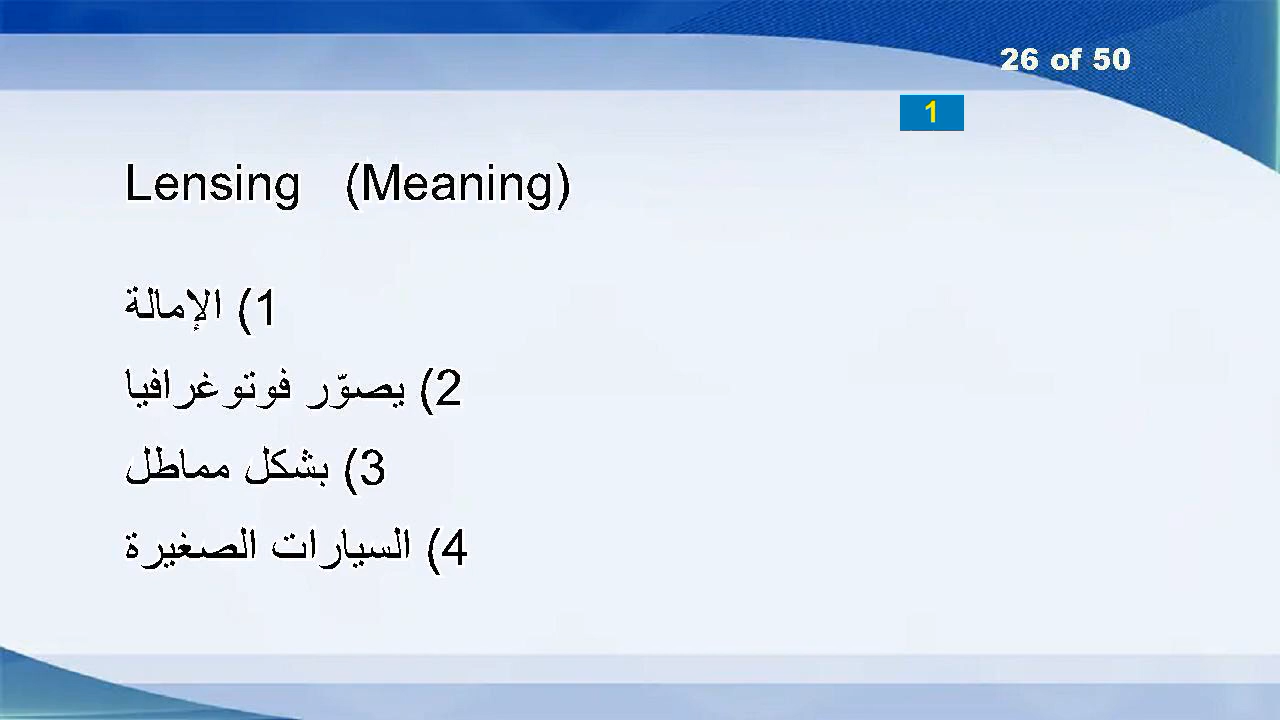 26 of 50
1
Lensing (Meaning)
1) الإمالة
2) يصوّر فوتوغرافيا
3) بشكل مماطل
4) السيارات الصغيرة